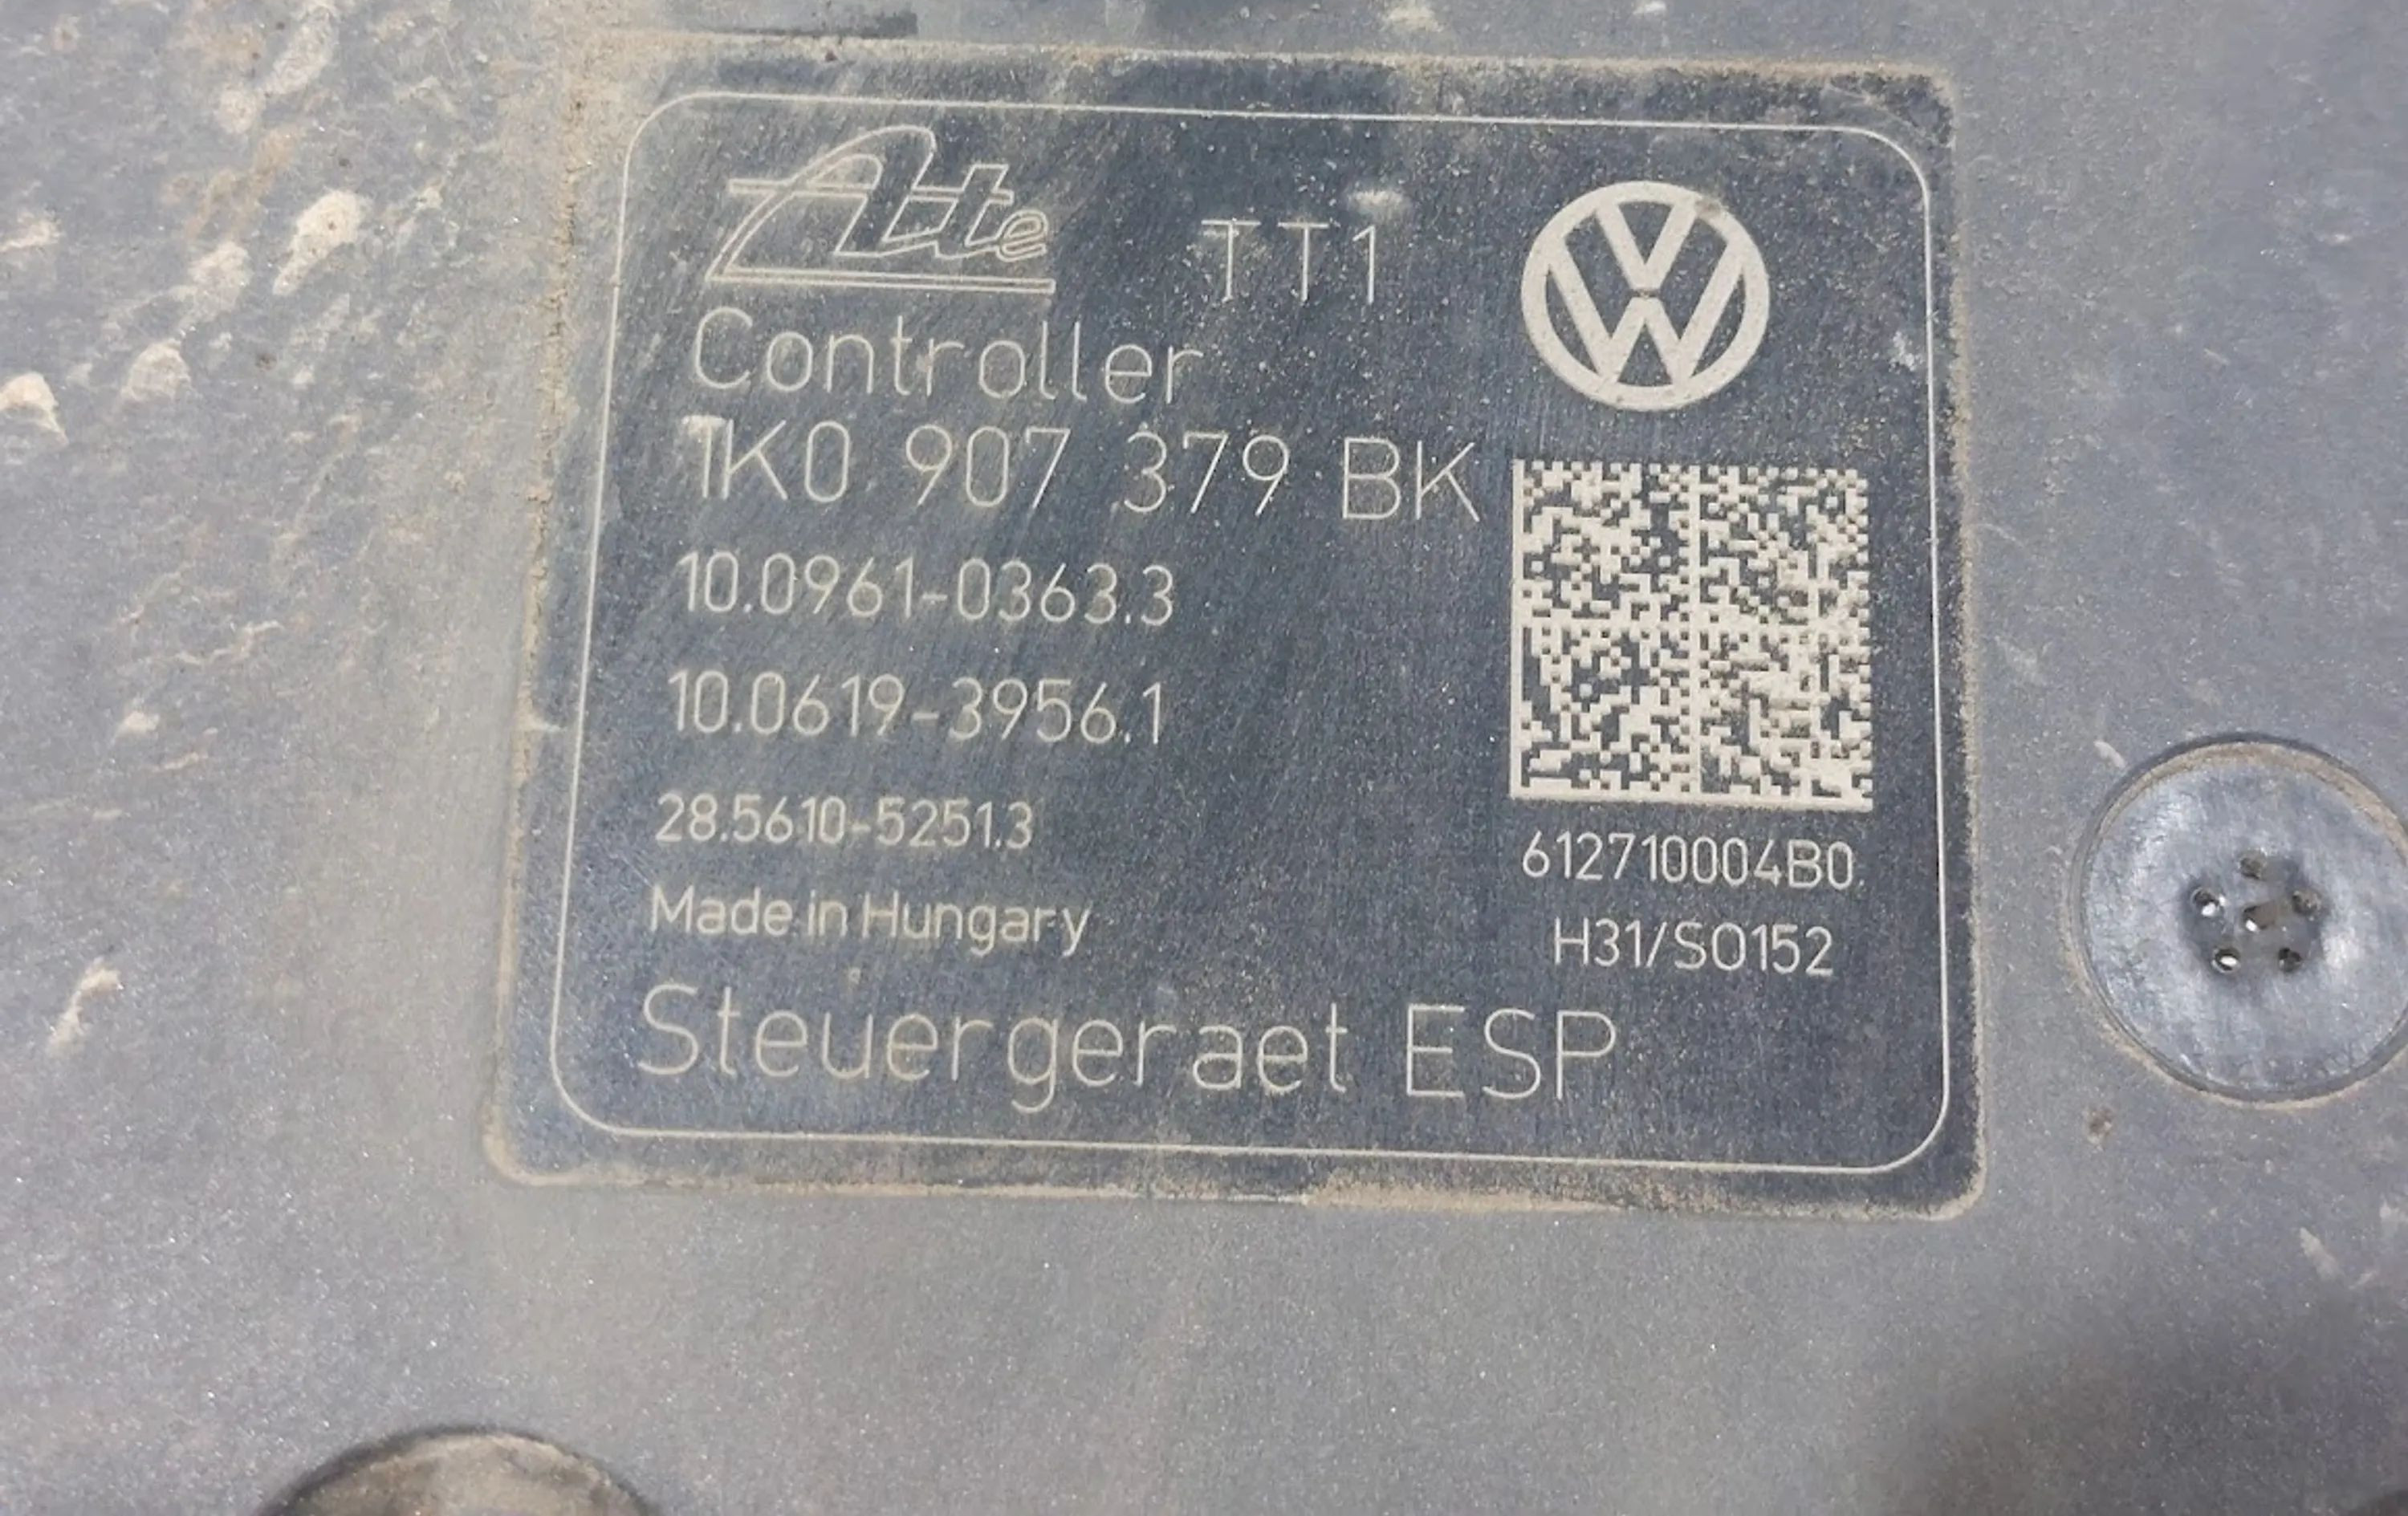 Ate TT1
Controller
1K0 907 379 BK
10.0961-0363.3
10.0619-3956.1
28.5610-5251.3
Made in Hungary
612710004B0
H31/SO152
Steuergeraet ESP